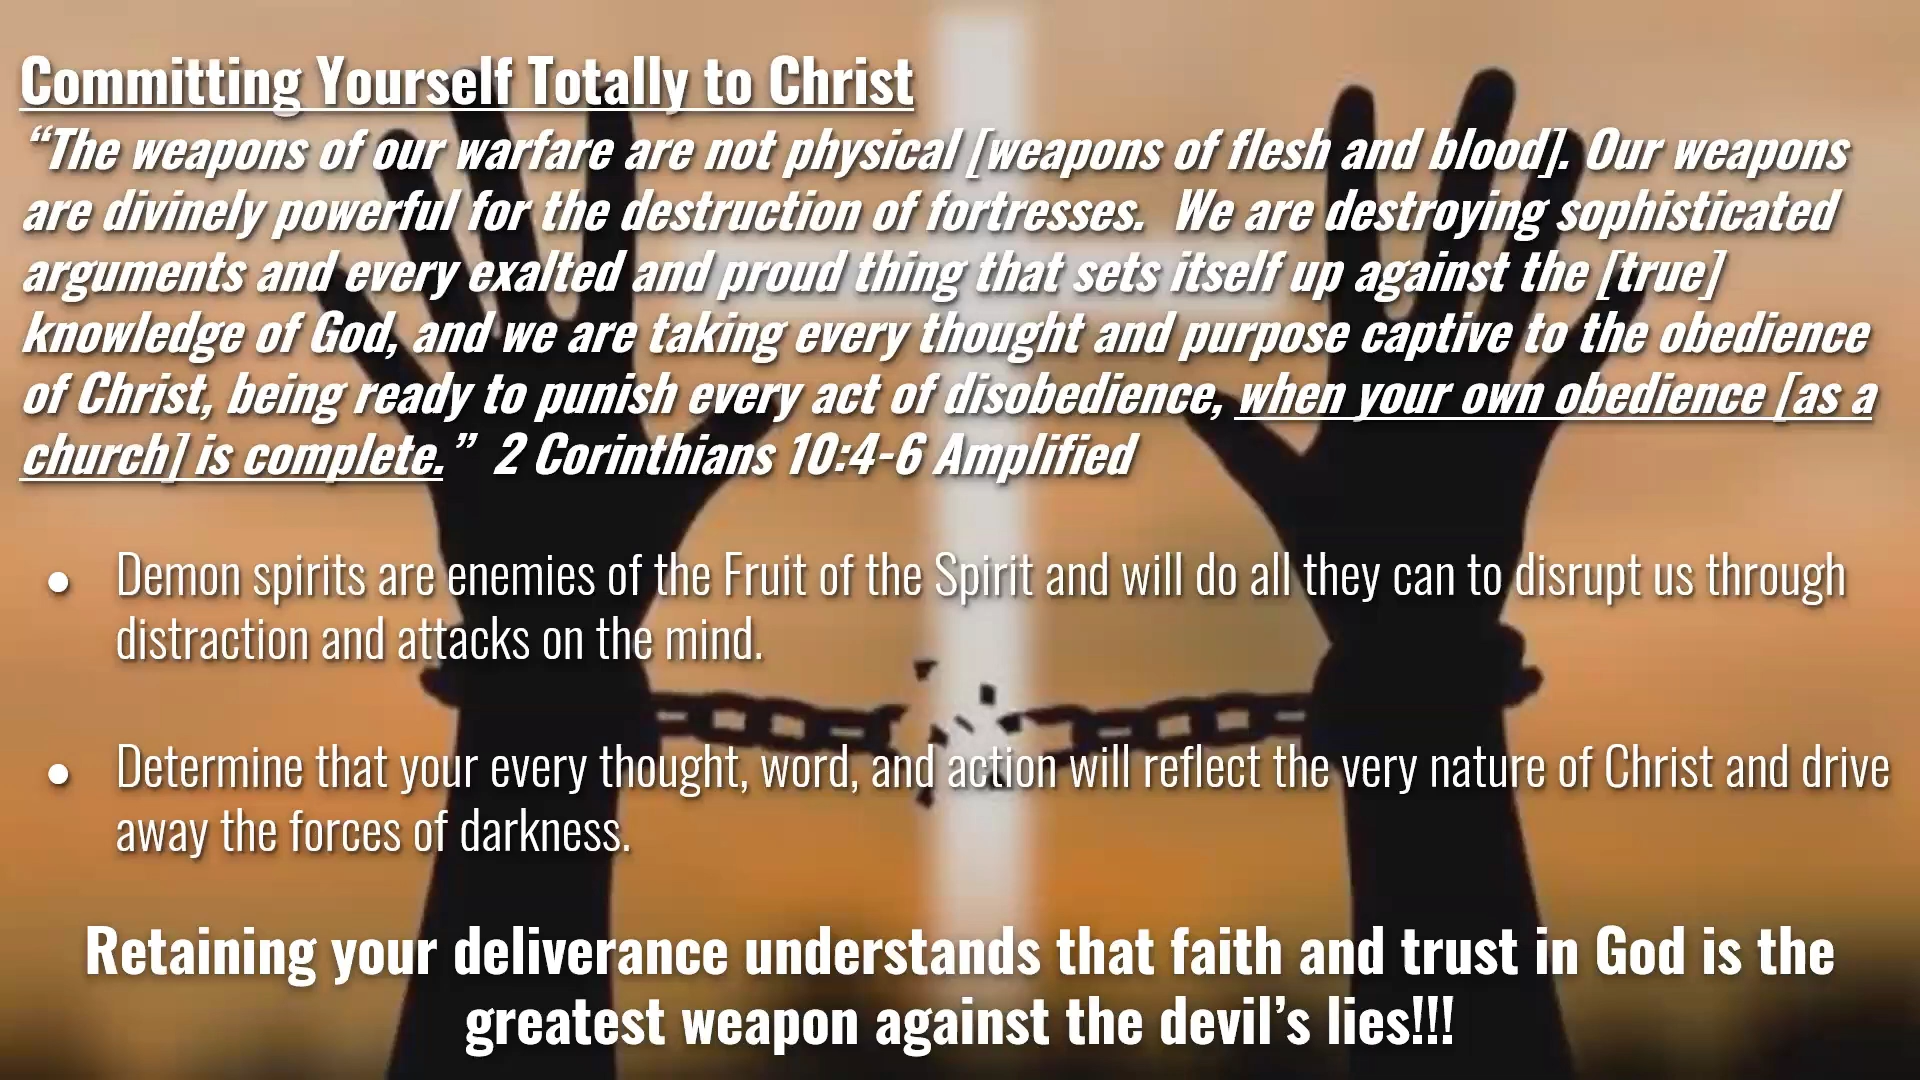 Committing Yourself Totally to Christ
“The weapons of our warfare are not physical [weapons of flesh and blood]. Our weapons
are divinely powerful for the destruction of fortresses.  We are destroying sophisticated
arguments and every exalted and proud thing that sets itself up against the [true]
knowledge of God, and we are taking every thought and purpose captive to the obedience
of Christ, being ready to punish every act of disobedience, when your own obedience [as a
church] is complete.”  2 Corinthians 10:4-6 Amplified
● Demon spirits are enemies of the Fruit of the Spirit and will do all they can to disrupt us through
distraction and attacks on the mind.
● Determine that your every thought, word, and action will reflect the very nature of Christ and drive
away the forces of darkness.
Retaining your deliverance understands that faith and trust in God is the
greatest weapon against the devil’s lies!!!